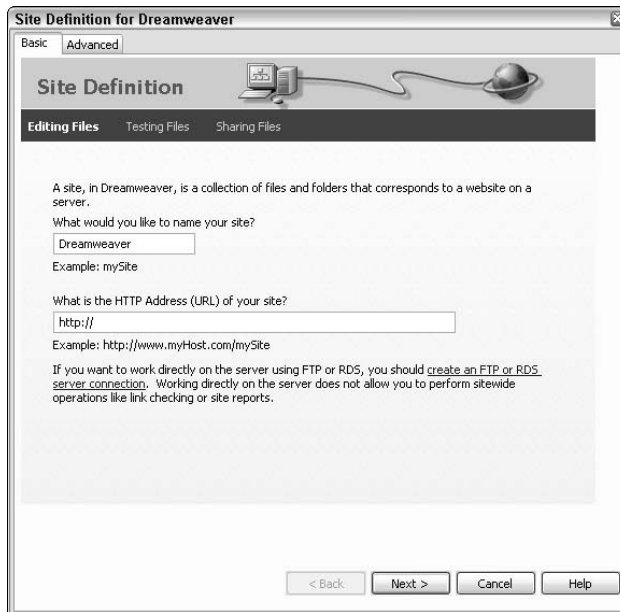 Site Definition for Dreamweaver
Basic Advanced
Site Definition
Editing Files Testing Files Sharing Files
A site, in Dreamweaver, is a collection of files and folders that corresponds to a website on a
server.
What would you like to name your site?
Dreamweaver
Example: mySite
What is the HTTP Address (URL) of your site?
http://
Example: http://www.myHost.com/mySite
If you want to work directly on the server using FTP or RDS, you should create an FTP or RDS
server connection. Working directly on the server does not allow you to perform sitewide
operations like link checking or site reports.
< Back Next > Cancel Help